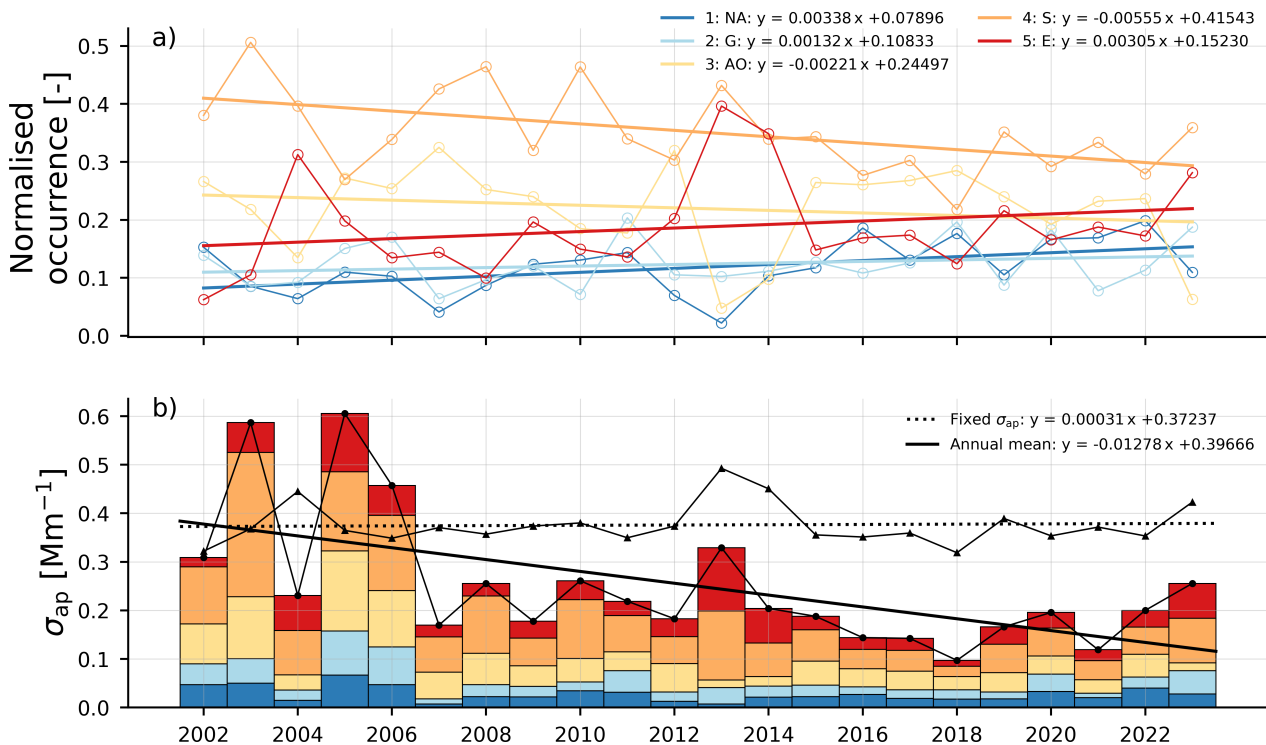 a)
1: NA: y = 0.00338 x +0.07896
2: G: y = 0.00132 x +0.10833
3: AO: y = -0.00221 x +0.24497
4: S: y = -0.00555 x +0.41543
5: E: y = 0.00305 x +0.15230
Normalised
occurrence [-]
0.5
0.4
0.3
0.2
0.1
0.0
b)
Fixed σap: y = 0.00031 x +0.37237
Annual mean: y = -0.01278 x +0.39666
σap [Mm⁻¹]
0.6
0.5
0.4
0.3
0.2
0.1
0.0
2002 2004 2006 2008 2010 2012 2014 2016 2018 2020 2022